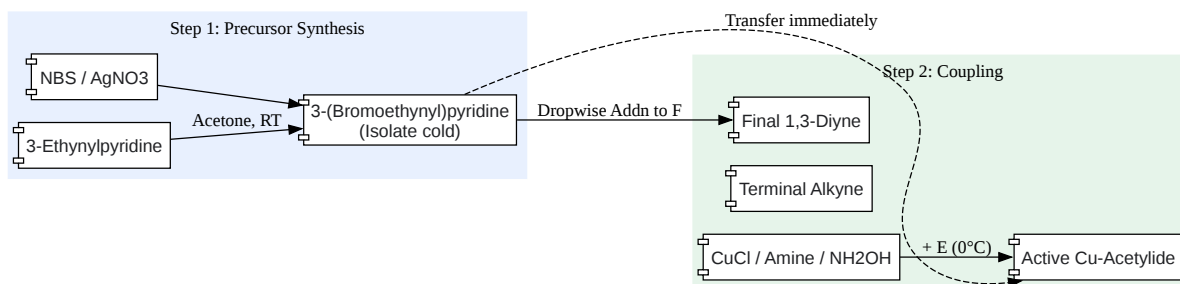 Transfer immediately
Step 1: Precursor Synthesis
Step 2: Coupling
NBS / AgNO3
3-(Bromoethynyl)pyridine
(Isolate cold)
Dropwise Addn to F
Final 1,3-Diyne
Acetone, RT
3-Ethynylpyridine
Terminal Alkyne
CuCl / Amine / NH2OH
+ E (0°C)
Active Cu-Acetylide